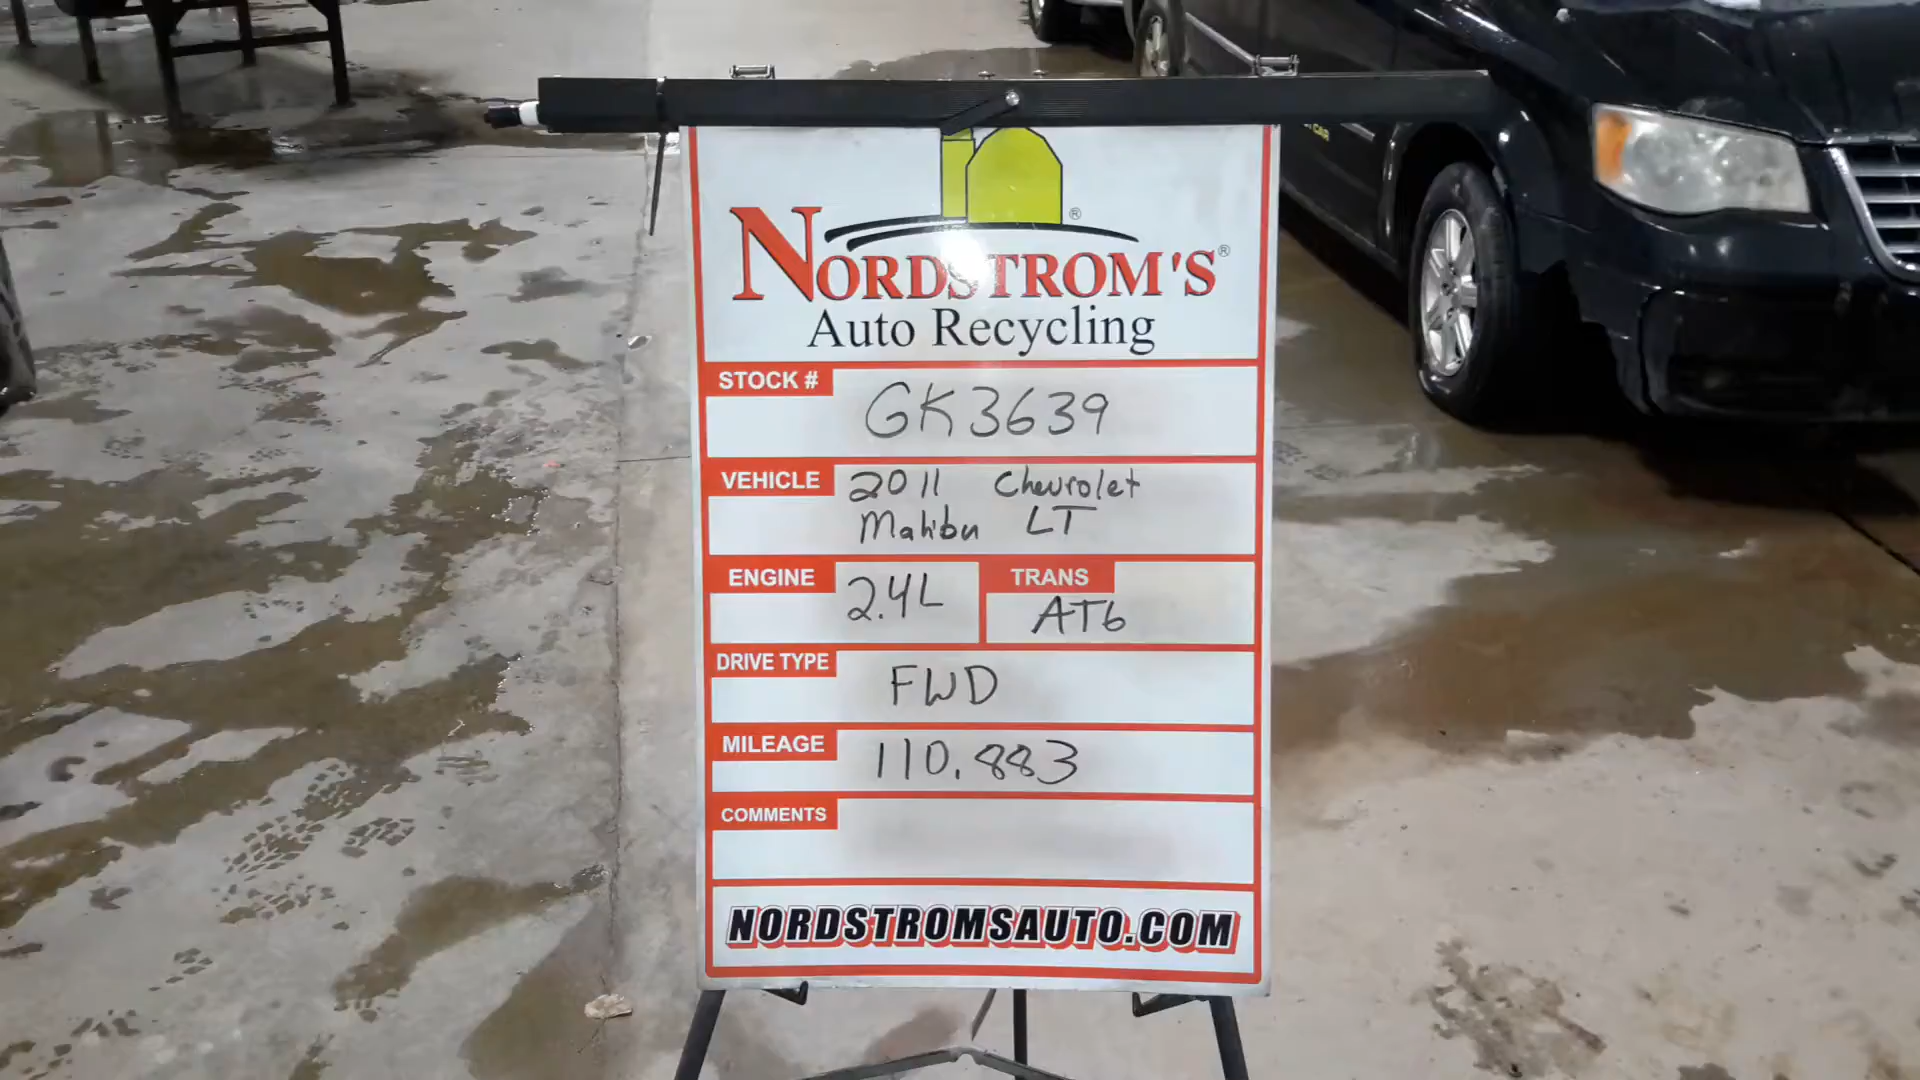 NORDSTROM'S®
Auto Recycling
STOCK # GK3639
VEHICLE 2011 Chevrolet
Malibu LT
ENGINE 2.4L TRANS AT6
DRIVE TYPE FWD
MILEAGE 110.883
COMMENTS
NORDSTROMSAUTO.COM